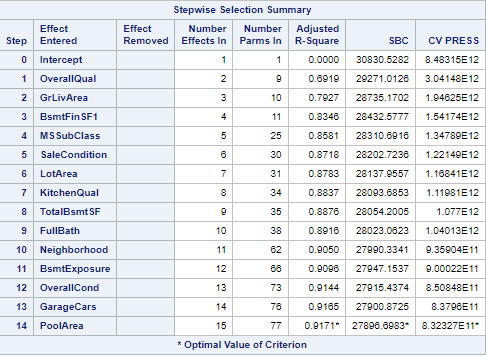 Stepwise Selection Summary
Step Effect Entered Effect Removed Number Effects In Number Parms In Adjusted R-Square SBC CV PRESS
0 Intercept 1 1 0.0000 30830.5282 8.48315E12
1 OverallQual 2 9 0.6919 29271.0126 3.04148E12
2 GrLivArea 3 10 0.7927 28735.1702 1.94625E12
3 BsmtFinSF1 4 11 0.8346 28432.5777 1.54174E12
4 MSSubClass 5 25 0.8581 28310.6916 1.34789E12
5 SaleCondition 6 30 0.8718 28202.7236 1.22149E12
6 LotArea 7 31 0.8783 28137.9557 1.16841E12
7 KitchenQual 8 34 0.8837 28093.6853 1.11981E12
8 TotalBsmtSF 9 35 0.8876 28054.2005 1.077E12
9 FullBath 10 38 0.8916 28023.0623 1.04013E12
10 Neighborhood 11 62 0.9050 27990.3341 9.35904E11
11 BsmtExposure 12 66 0.9096 27947.1537 9.00022E11
12 OverallCond 13 73 0.9144 27915.4374 8.50848E11
13 GarageCars 14 76 0.9165 27900.8725 8.3796E11
14 PoolArea 15 77 0.9171* 27896.6983* 8.32327E11*
* Optimal Value of Criterion